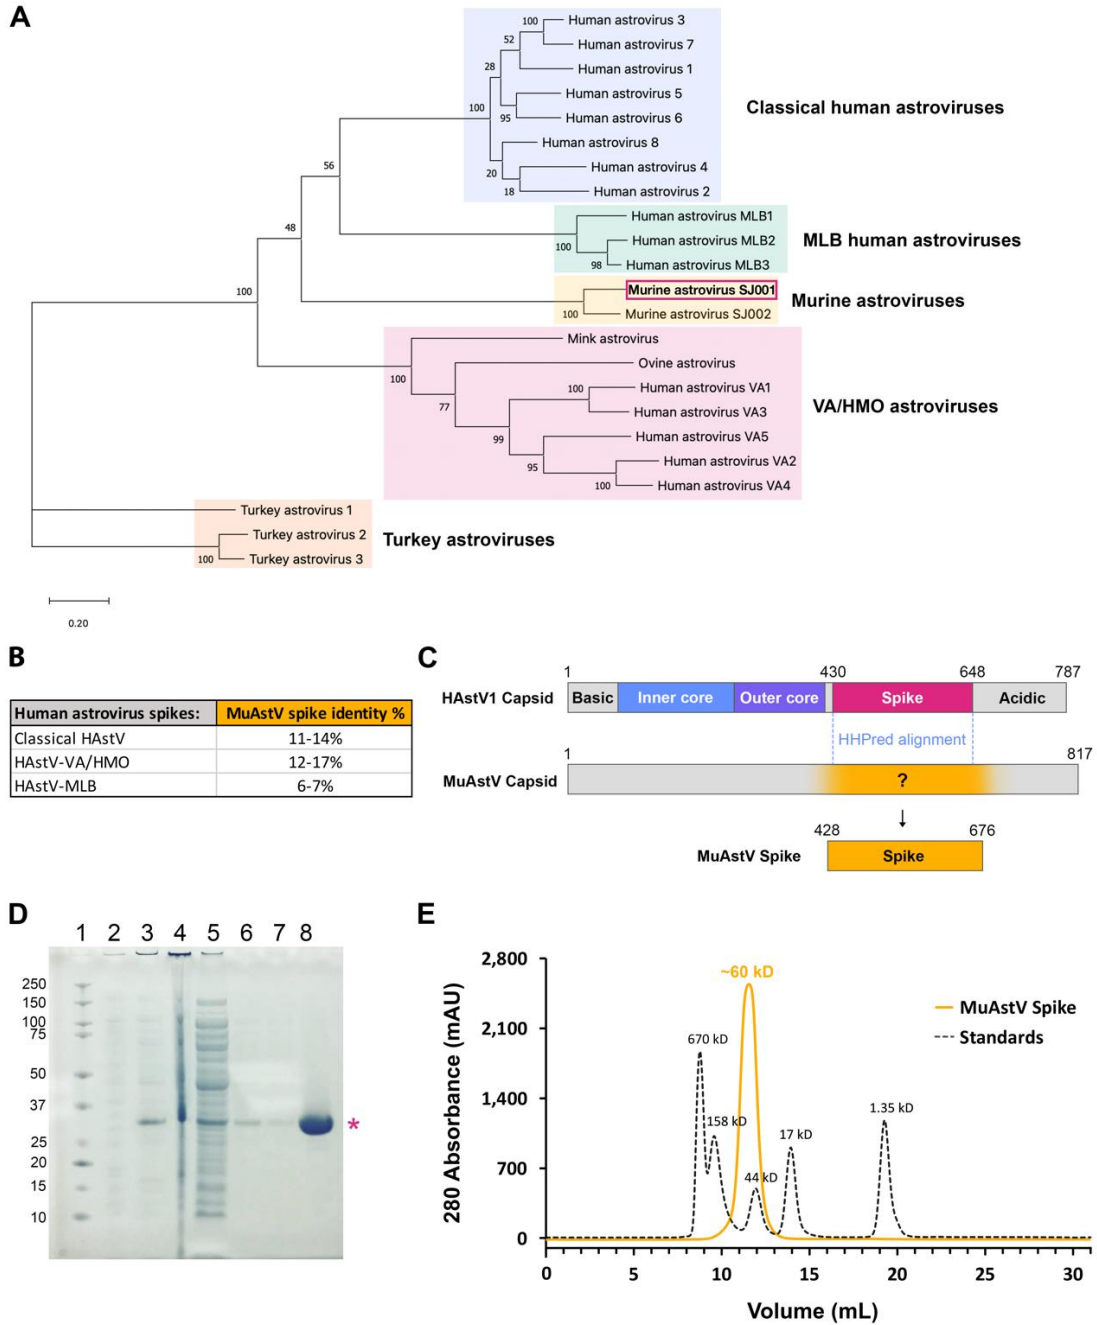 A
100
Human astrovirus 3
52
Human astrovirus 7
28
Human astrovirus 1
100
Human astrovirus 5
95
Human astrovirus 6
Classical human astroviruses
56
Human astrovirus 8
20
Human astrovirus 4
18
Human astrovirus 2
48
Human astrovirus MLB1
100
Human astrovirus MLB2
98
Human astrovirus MLB3
MLB human astroviruses
100
Murine astrovirus SJ001
100
Murine astrovirus SJ002
Murine astroviruses
Mink astrovirus
100
Ovine astrovirus
77
100
Human astrovirus VA1
Human astrovirus VA3
99
Human astrovirus VA5
95
Human astrovirus VA2
100
Human astrovirus VA4
VA/HMO astroviruses
Turkey astrovirus 1
Turkey astrovirus 2
100
Turkey astrovirus 3
Turkey astroviruses
0.20
B
Human astrovirus spikes: MuAstV spike identity %
Classical HAstV 11-14%
HAstV-VA/HMO 12-17%
HAstV-MLB 6-7%
C
1 430 648 787
HAstV1 Capsid Basic Inner core Outer core Spike Acidic
HHPred alignment
1 817
MuAstV Capsid ?
428 676
MuAstV Spike Spike
D
1 2 3 4 5 6 7 8
250
150
100
75
50
37
*
25
20
15
10
E
280 Absorbance (mAU)
2,800
2,100
1,400
700
0
~60 kD
670 kD
158 kD
44 kD
17 kD
1.35 kD
MuAstV Spike
Standards
0 5 10 15 20 25 30
Volume (mL)